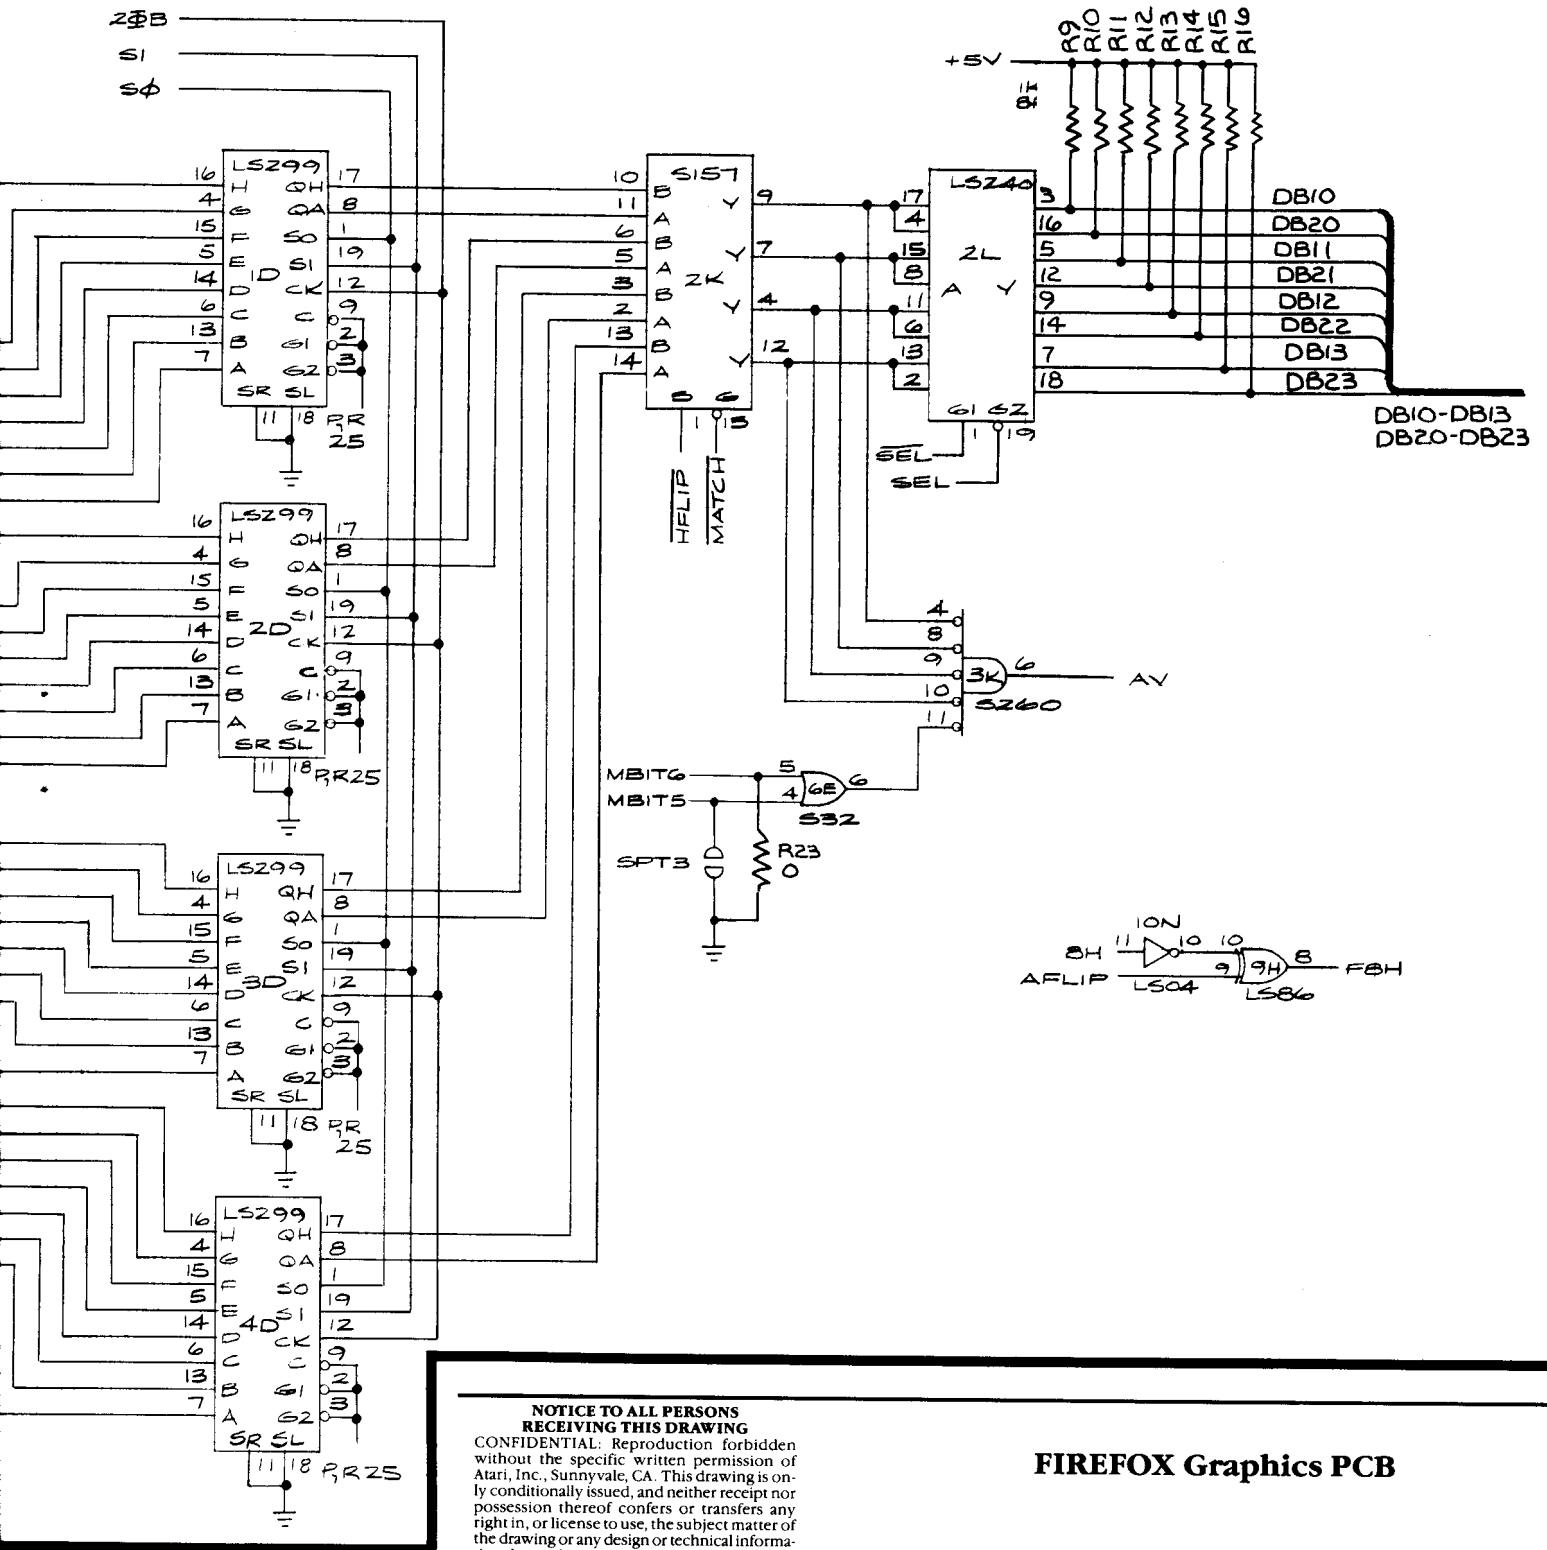 2ΦB
S1
SΦ
+5V
1K
8
R9
R10
R11
R12
R13
R14
R15
R16
LS299
1D
16 H QH 17
4 G QA 8
15 F S0 1
5 E S1 19
14 D CK 12
6 C C 9
13 B G1 2
7 A G2 3
SR SL
11 18 P,R
25
LS299
2D
16 H QH 17
4 G QA 8
15 F S0 1
5 E S1 19
14 D CK 12
6 C C 9
13 B G1 2
7 A G2 3
SR SL
11 18 P,R25
LS299
3D
16 H QH 17
4 G QA 8
15 F S0 1
5 E S1 19
14 D CK 12
6 C C 9
13 B G1 2
7 A G2 3
SR SL
11 18 P,R
25
LS299
4D
16 H QH 17
4 G QA 8
15 F S0 1
5 E S1 19
14 D CK 12
6 C C 9
13 B G1 2
7 A G2 3
SR SL
11 18 P,R25
S157
2K
10 B Y 9
11 A
6 B Y 7
5 A
3 B Y 4
2 A
13 B Y 12
14 A
S G
1 15
HFLIP
MATCH
LS240
2L
A Y
17 3 DB10
4 16 DB20
15 5 DB11
8 12 DB21
11 9 DB12
6 14 DB22
13 7 DB13
2 18 DB23
G1 G2
1 19
SEL
SEL
DB10-DB13
DB20-DB23
4
8
9
10
11
3K
6
AV
S260
MBIT6 5
MBIT5 4
6E
6
S32
SPT3
R23
0
10N
8H 11 10 10
AFLIP 9
9H
8 F8H
LS04
LS86
NOTICE TO ALL PERSONS
RECEIVING THIS DRAWING
CONFIDENTIAL: Reproduction forbidden
without the specific written permission of
Atari, Inc., Sunnyvale, CA. This drawing is on-
ly conditionally issued, and neither receipt nor
possession thereof confers or transfers any
right in, or license to use, the subject matter of
the drawing or any design or technical informa-
FIREFOX Graphics PCB